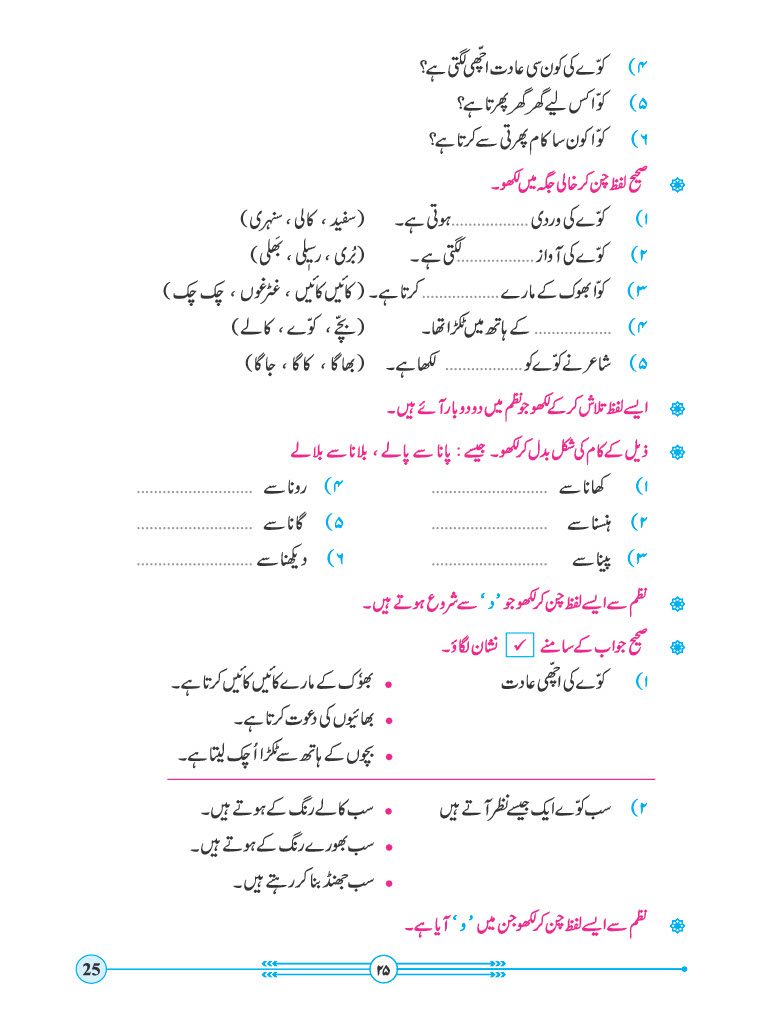 ۴) کوّے کی کون سی عادت اچّھی لگتی ہے؟
۵) کوّا کس لیے گھر گھر پھرتا ہے؟
۶) کوّا کون سا کام پھرتی سے کرتا ہے؟
صحیح لفظ چن کر خالی جگہ میں لکھو۔
۱) کوّے کی وردی .................. ہوتی ہے۔ (سفید ، کالی ، سنہری)
۲) کوّے کی آواز .................. لگتی ہے۔ (بُری ، رسیلی ، بَھلی)
۳) کوّا بھوک کے مارے .................. کرتا ہے۔ (کائیں کائیں ، غٹرغوں ، چک چک)
۴) .................. کے ہاتھ میں ٹکڑا تھا۔ (بچّے ، کوّے ، کالے)
۵) شاعر نے کوّے کو .................. لکھا ہے۔ (بھاگا ، کاگا ، جاگا)
ایسے لفظ تلاش کرکے لکھو جو نظم میں دو دو بار آئے ہیں۔
ذیل کے کام کی شکل بدل کر لکھو۔ جیسے : پانا سے پالے ، بلانا سے بلالے
۱) کھانا سے ........................... ۴) رونا سے ...........................
۲) ہنسنا سے ........................... ۵) گانا سے ...........................
۳) پینا سے ........................... ۶) دیکھنا سے ...........................
نظم سے ایسے لفظ چن کر لکھو جو ’د‘ سے شروع ہوتے ہیں۔
صحیح جواب کے سامنے ✓ نشان لگاؤ۔
۱) کوّے کی اچّھی عادت • بھوٗک کے مارے کائیں کائیں کرتا ہے۔
• بھائیوں کی دعوت کرتا ہے۔
• بچّوں کے ہاتھ سے ٹکڑا اُچک لیتا ہے۔
۲) سب کوّے ایک جیسے نظر آتے ہیں • سب کالے رنگ کے ہوتے ہیں۔
• سب بھورے رنگ کے ہوتے ہیں۔
• سب جھنڈ بنا کر رہتے ہیں۔
نظم سے ایسے لفظ چن کر لکھو جن میں ’و‘ آیا ہے۔
25 ۲۵